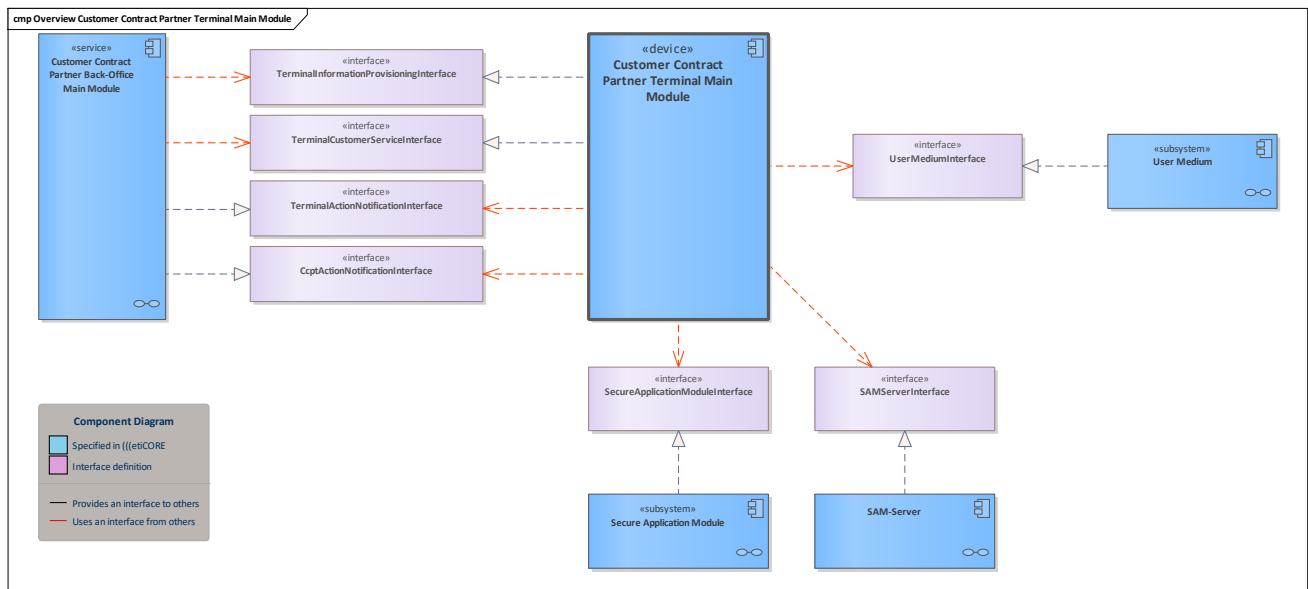 cmp Overview Customer Contract Partner Terminal Main Module
«service»
Customer Contract
Partner Back-Office
Main Module
«interface»
TerminalInformationProvisioningInterface
«interface»
TerminalCustomerServiceInterface
«interface»
TerminalActionNotificationInterface
«interface»
CcptActionNotificationInterface
«device»
Customer Contract
Partner Terminal Main
Module
«interface»
UserMediumInterface
«subsystem»
User Medium
«interface»
SecureApplicationModuleInterface
«interface»
SAMServerInterface
«subsystem»
Secure Application Module
SAM-Server
Component Diagram
Specified in (((etiCORE
Interface definition
Provides an interface to others
Uses an interface from others